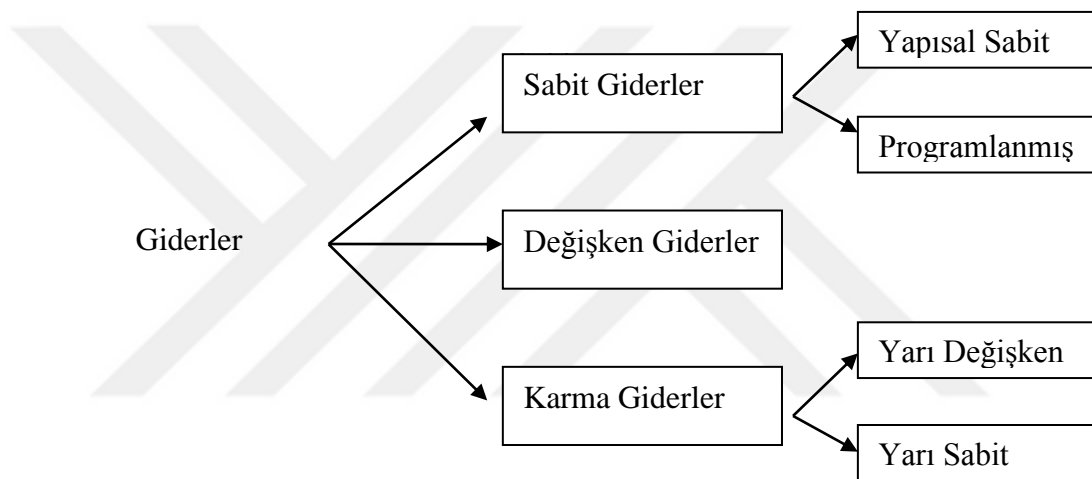 Yapısal Sabit
Sabit Giderler
Programlanmış
Giderler
Değişken Giderler
Yarı Değişken
Karma Giderler
Yarı Sabit